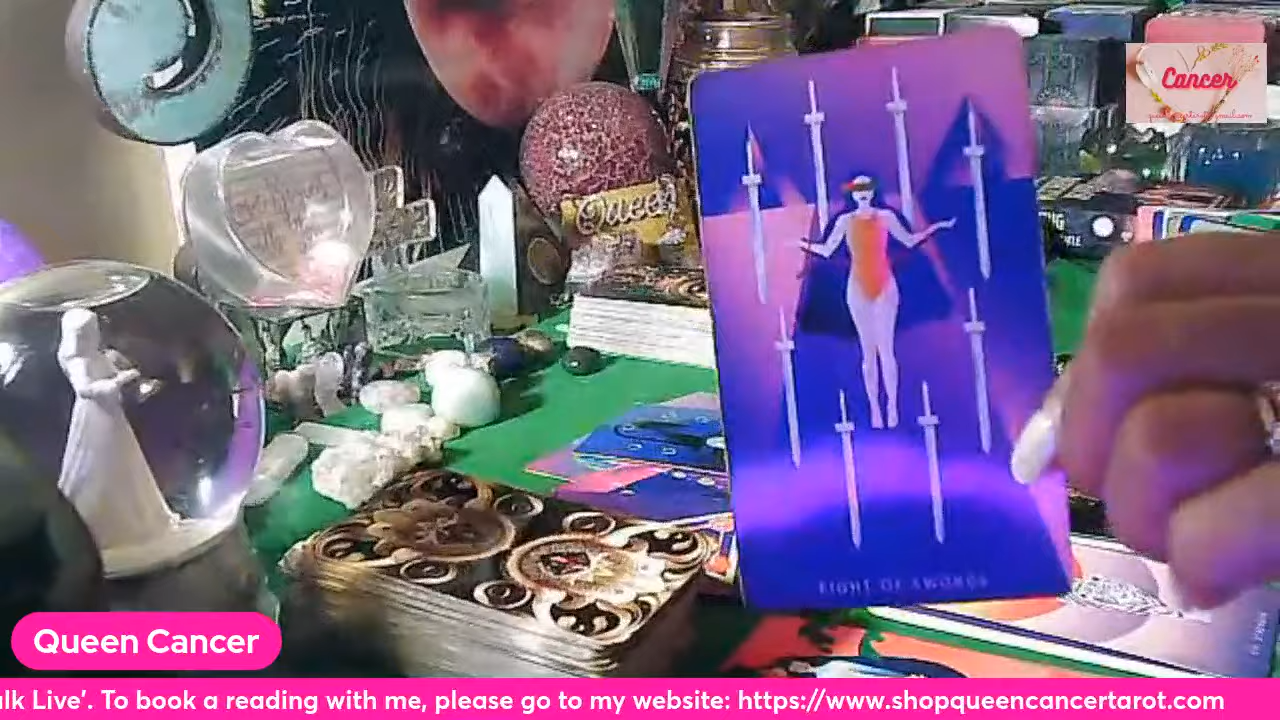 Cancer
Queen
EIGHT OF SWORDS
Queen Cancer
alk Live'. To book a reading with me, please go to my website: https://www.shopqueencancertarot.com